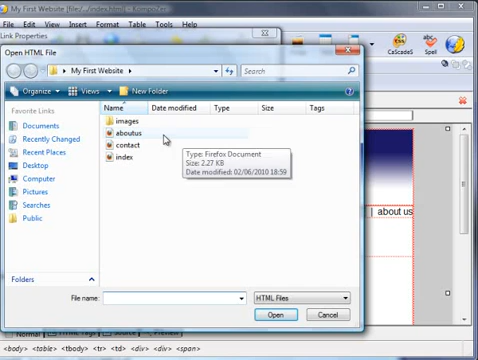 My First Website
File Edit View Insert Format Table Tools Help
Link Properties
Open HTML File
My First Website
Search
CaScadeS
Spell
Organize
Views
New Folder
Favorite Links
Name
Date modified
Type
Size
Tags
Documents
Recently Changed
Recent Places
Desktop
Computer
Pictures
Searches
Public
images
aboutus
contact
index
Type: Firefox Document
Size: 2.27 KB
Date modified: 02/06/2010 18:59
| about us
Folders
File name:
HTML Files
Open
Cancel
Normal
HTML Tags
Source
Preview
<body> <table> <tbody> <tr> <td> <div> <div> <span>